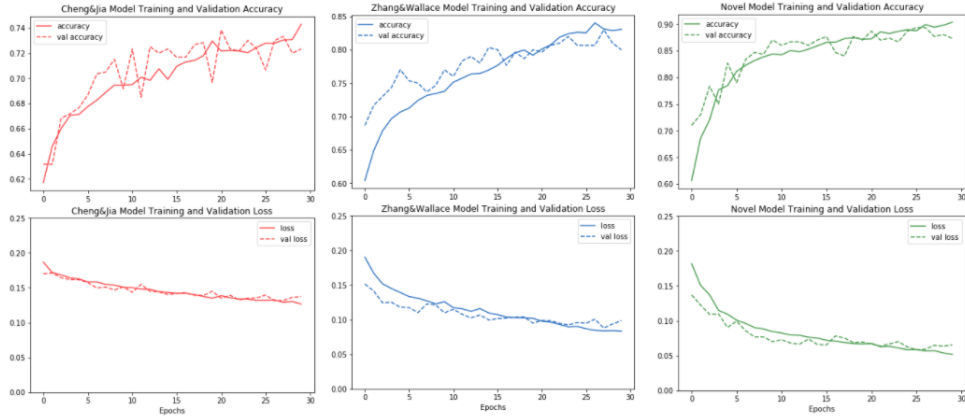 Cheng&Jia Model Training and Validation Accuracy
accuracy
val accuracy
0.74
0.72
0.70
0.68
0.66
0.64
0.62
0 5 10 15 20 25 30
Zhang&Wallace Model Training and Validation Accuracy
accuracy
val accuracy
0.85
0.80
0.75
0.70
0.65
0.60
0 5 10 15 20 25 30
Novel Model Training and Validation Accuracy
accuracy
val accuracy
0.90
0.85
0.80
0.75
0.70
0.65
0.60
0 5 10 15 20 25 30
Cheng&Jia Model Training and Validation Loss
loss
val loss
0.25
0.20
0.15
0.10
0.05
0.00
0 5 10 15 20 25 30
Epochs
Zhang&Wallace Model Training and Validation Loss
loss
val loss
0.25
0.20
0.15
0.10
0.05
0.00
0 5 10 15 20 25 30
Epochs
Novel Model Training and Validation Loss
loss
val loss
0.25
0.20
0.15
0.10
0.05
0.00
0 5 10 15 20 25 30
Epochs